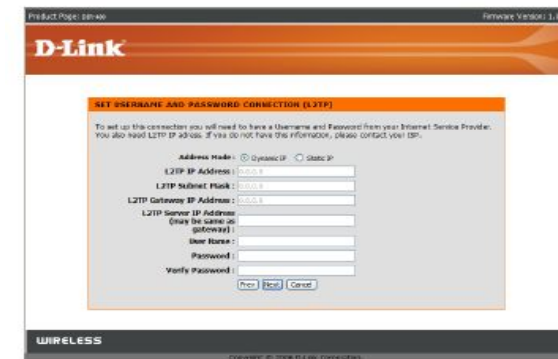 Product Page: DIR-400
Firmware Version: 1.
D-Link
SET USERNAME AND PASSWORD CONNECTION (L2TP)
To set up this connection you will need to have a Username and Password from your Internet Service Provider.
You also need L2TP IP adress. If you do not have this information, please contact your ISP.
Address Mode : Dynamic IP Static IP
L2TP IP Address : 0.0.0.0
L2TP Subnet Mask : 0.0.0.0
L2TP Gateway IP Address : 0.0.0.0
L2TP Server IP Address
(may be same as
gateway) :
User Name :
Password :
Verify Password :
Prev Next Cancel
WIRELESS
Copyright © D-Link Corporation.